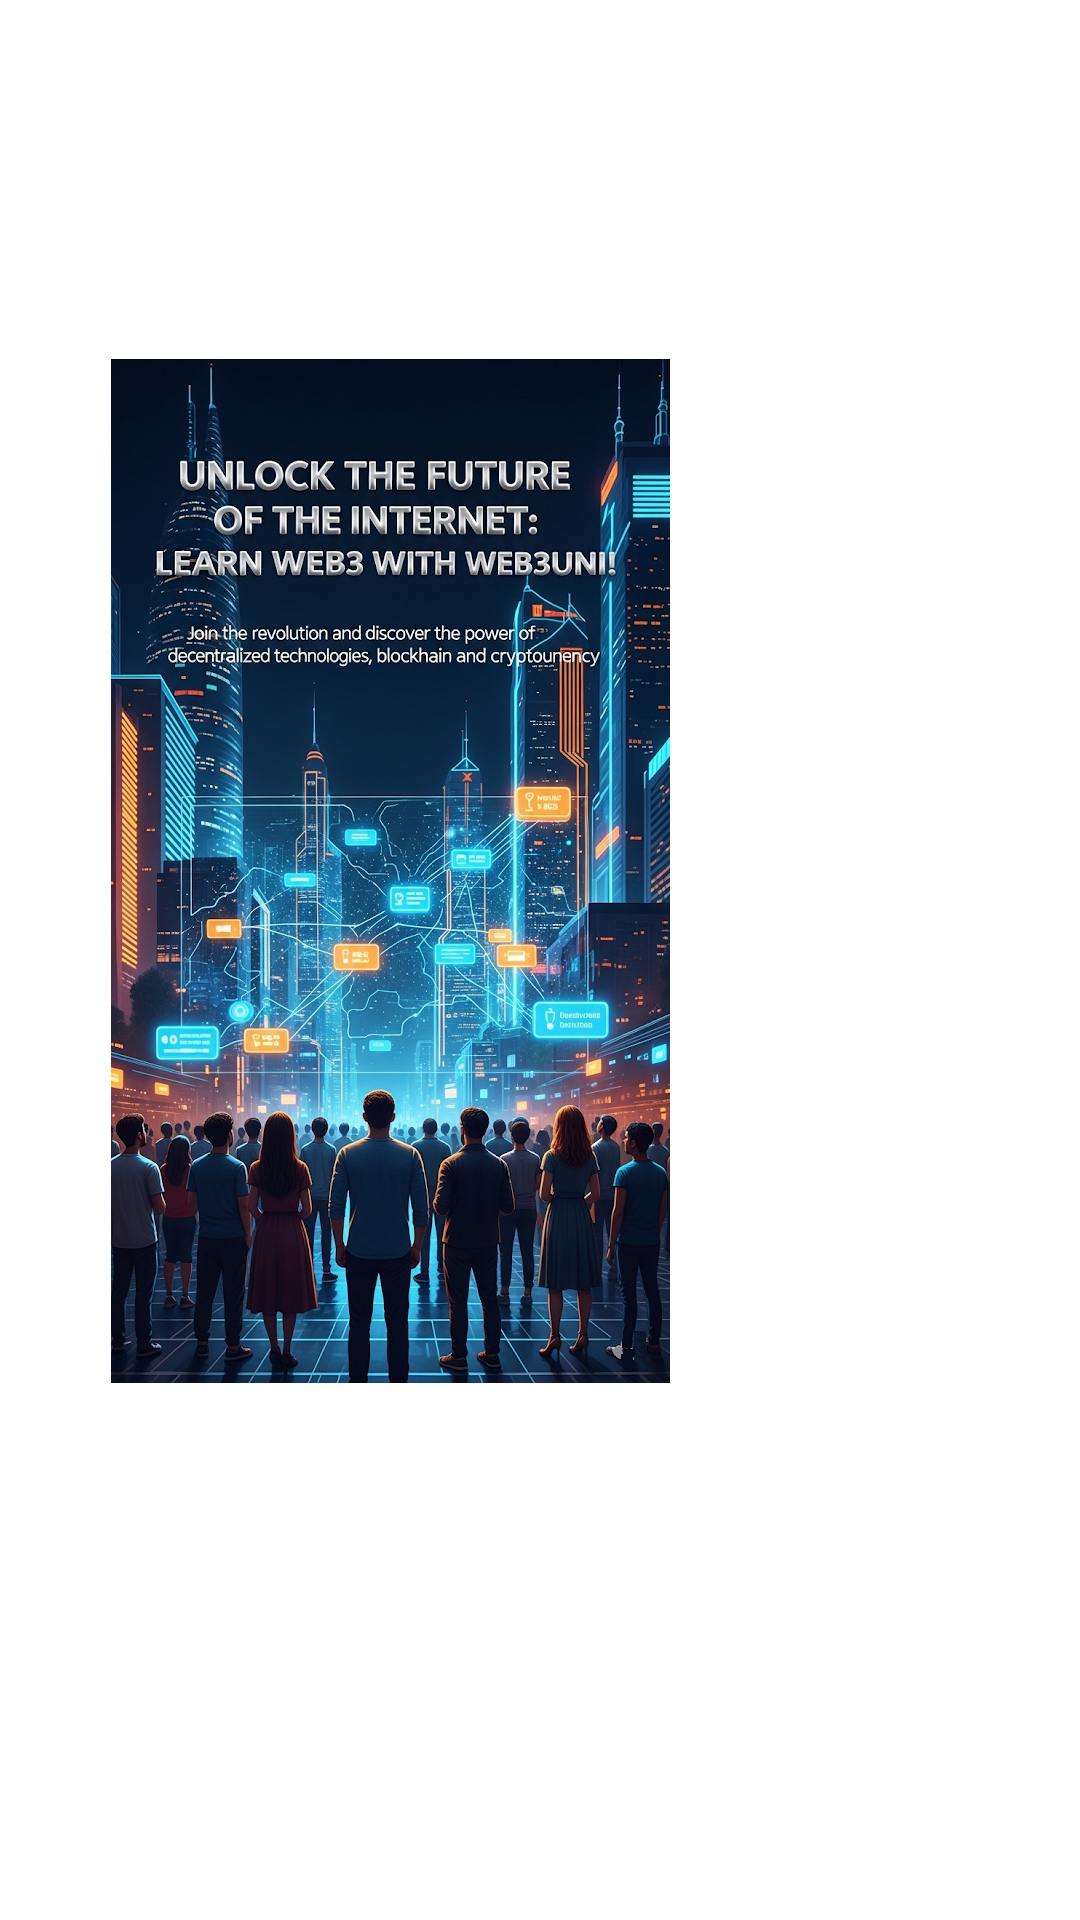 UNLOCK THE FUTURE
OF THE INTERNET:
LEARN WEB3 WITH WEB3UNI!
Join the revolution and discover the power of
decentralized technologies, blockhain and cryptounency